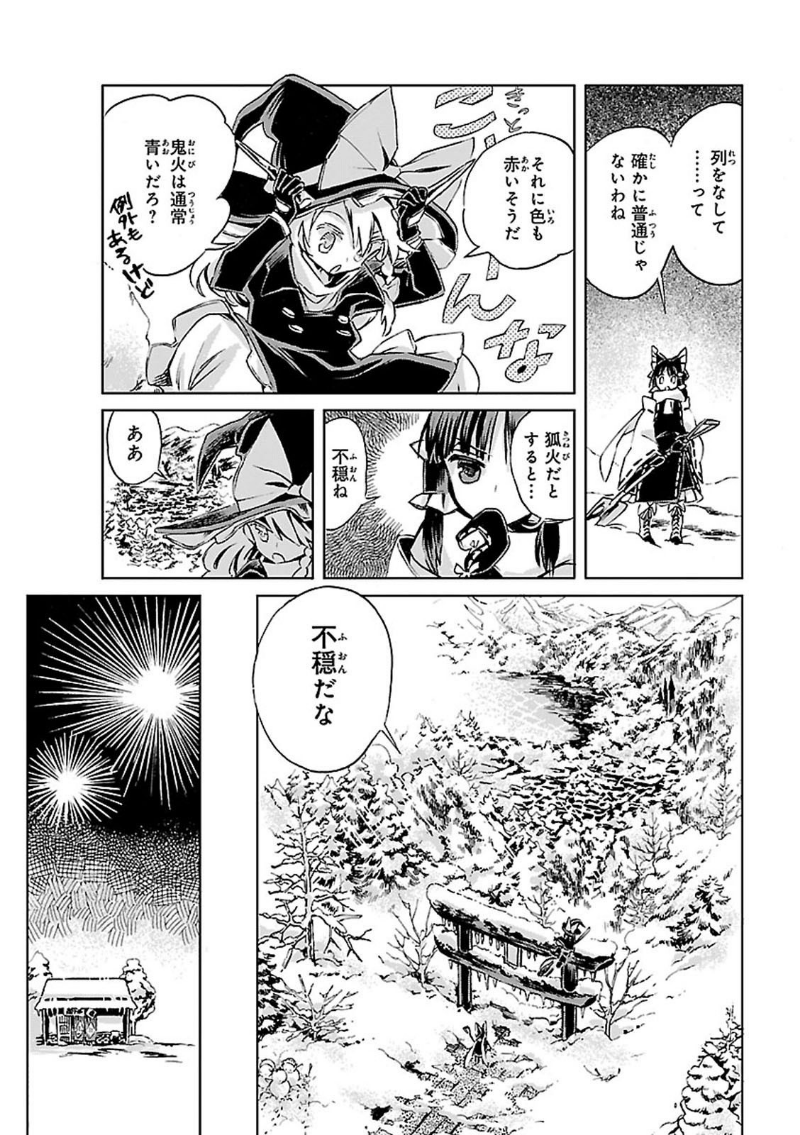 列をなして
……って
確かに普通じゃ
ないわね
それに色も
赤いそうだ
きっと
こんな
鬼火は通常
青いだろ?
例外も
あるけど
狐火だと
すると…
不穏ね
ああ
不穏だな